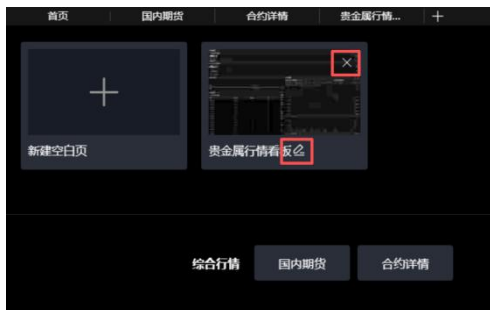 首页 国内期货 合约详情 贵金属行情... +
新建空白页 贵金属行情看板
综合行情 国内期货 合约详情